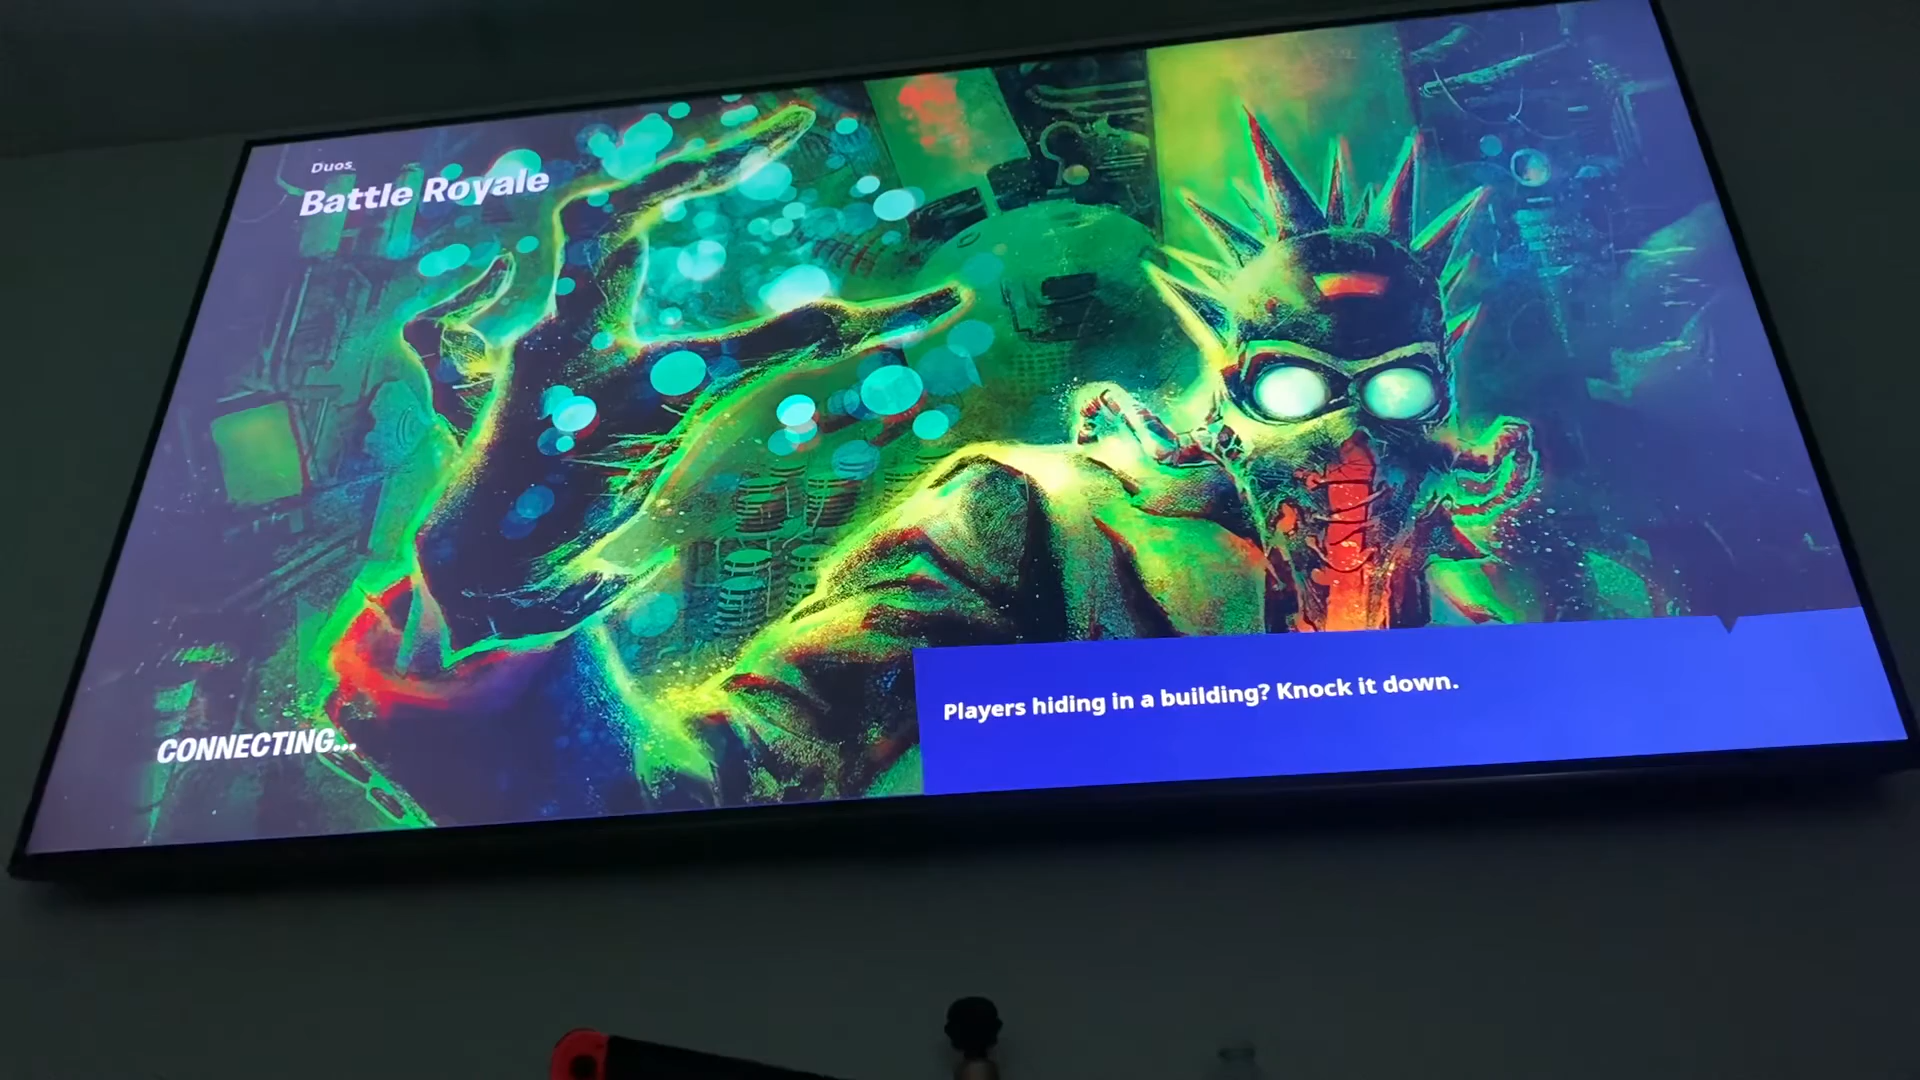 Duos
Battle Royale
Players hiding in a building? Knock it down.
CONNECTING...